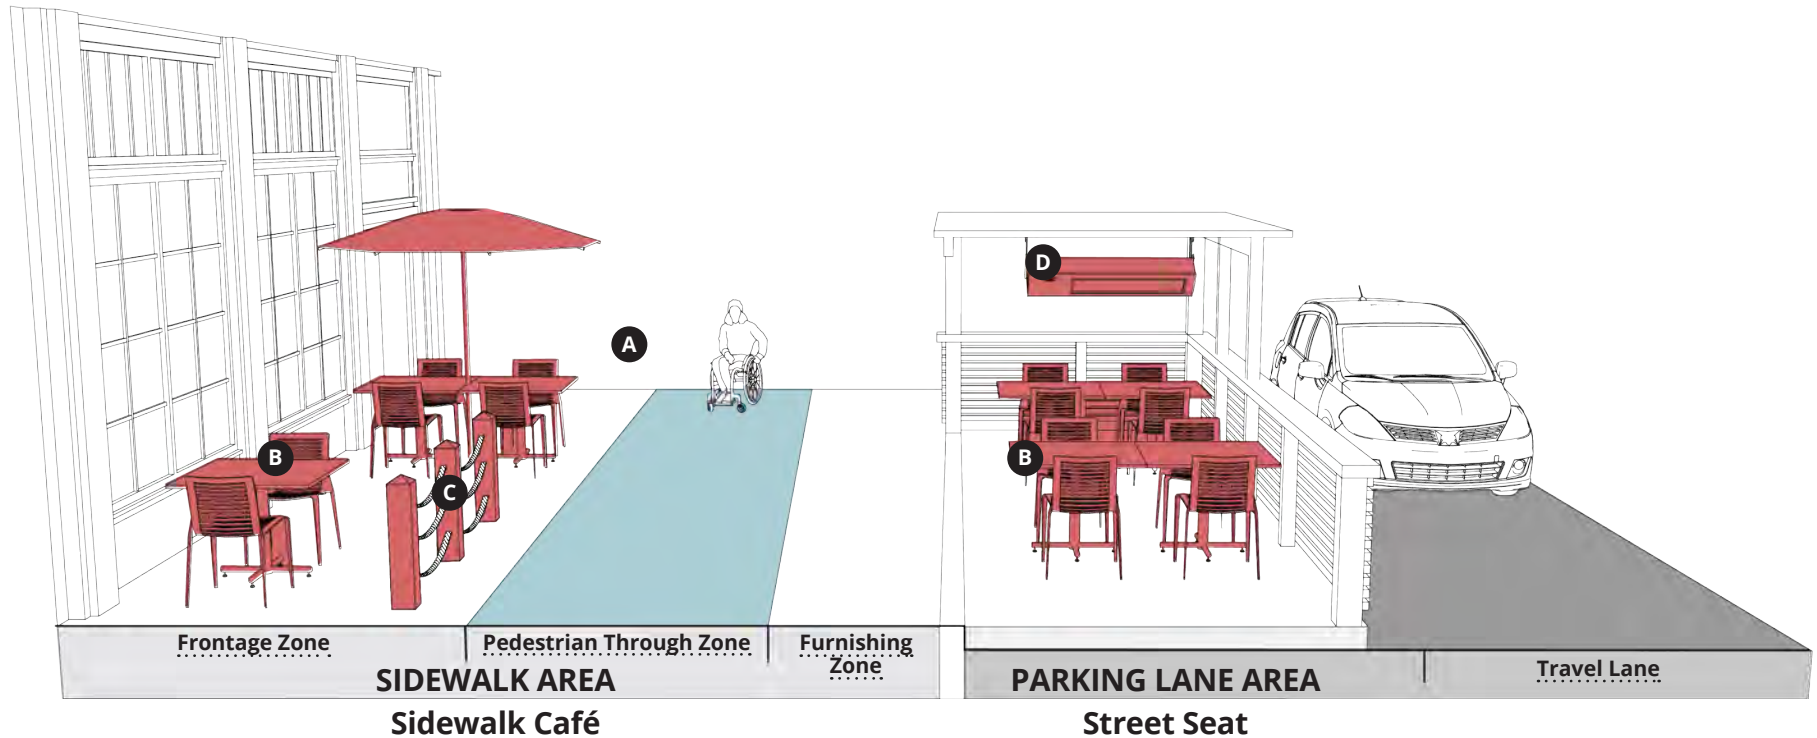 D
A
B
B
C
Frontage Zone
Pedestrian Through Zone
Furnishing
Zone
SIDEWALK AREA
PARKING LANE AREA
Travel Lane
Sidewalk Café
Street Seat